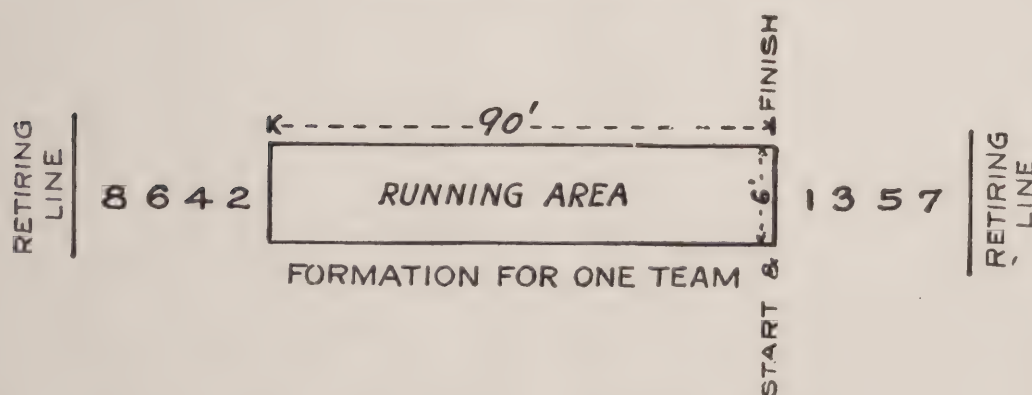 90'
RETIRING
LINE
8 6 4 2
RUNNING AREA
6'
1 3 5 7
RETIRING
LINE
FORMATION FOR ONE TEAM
START & FINISH